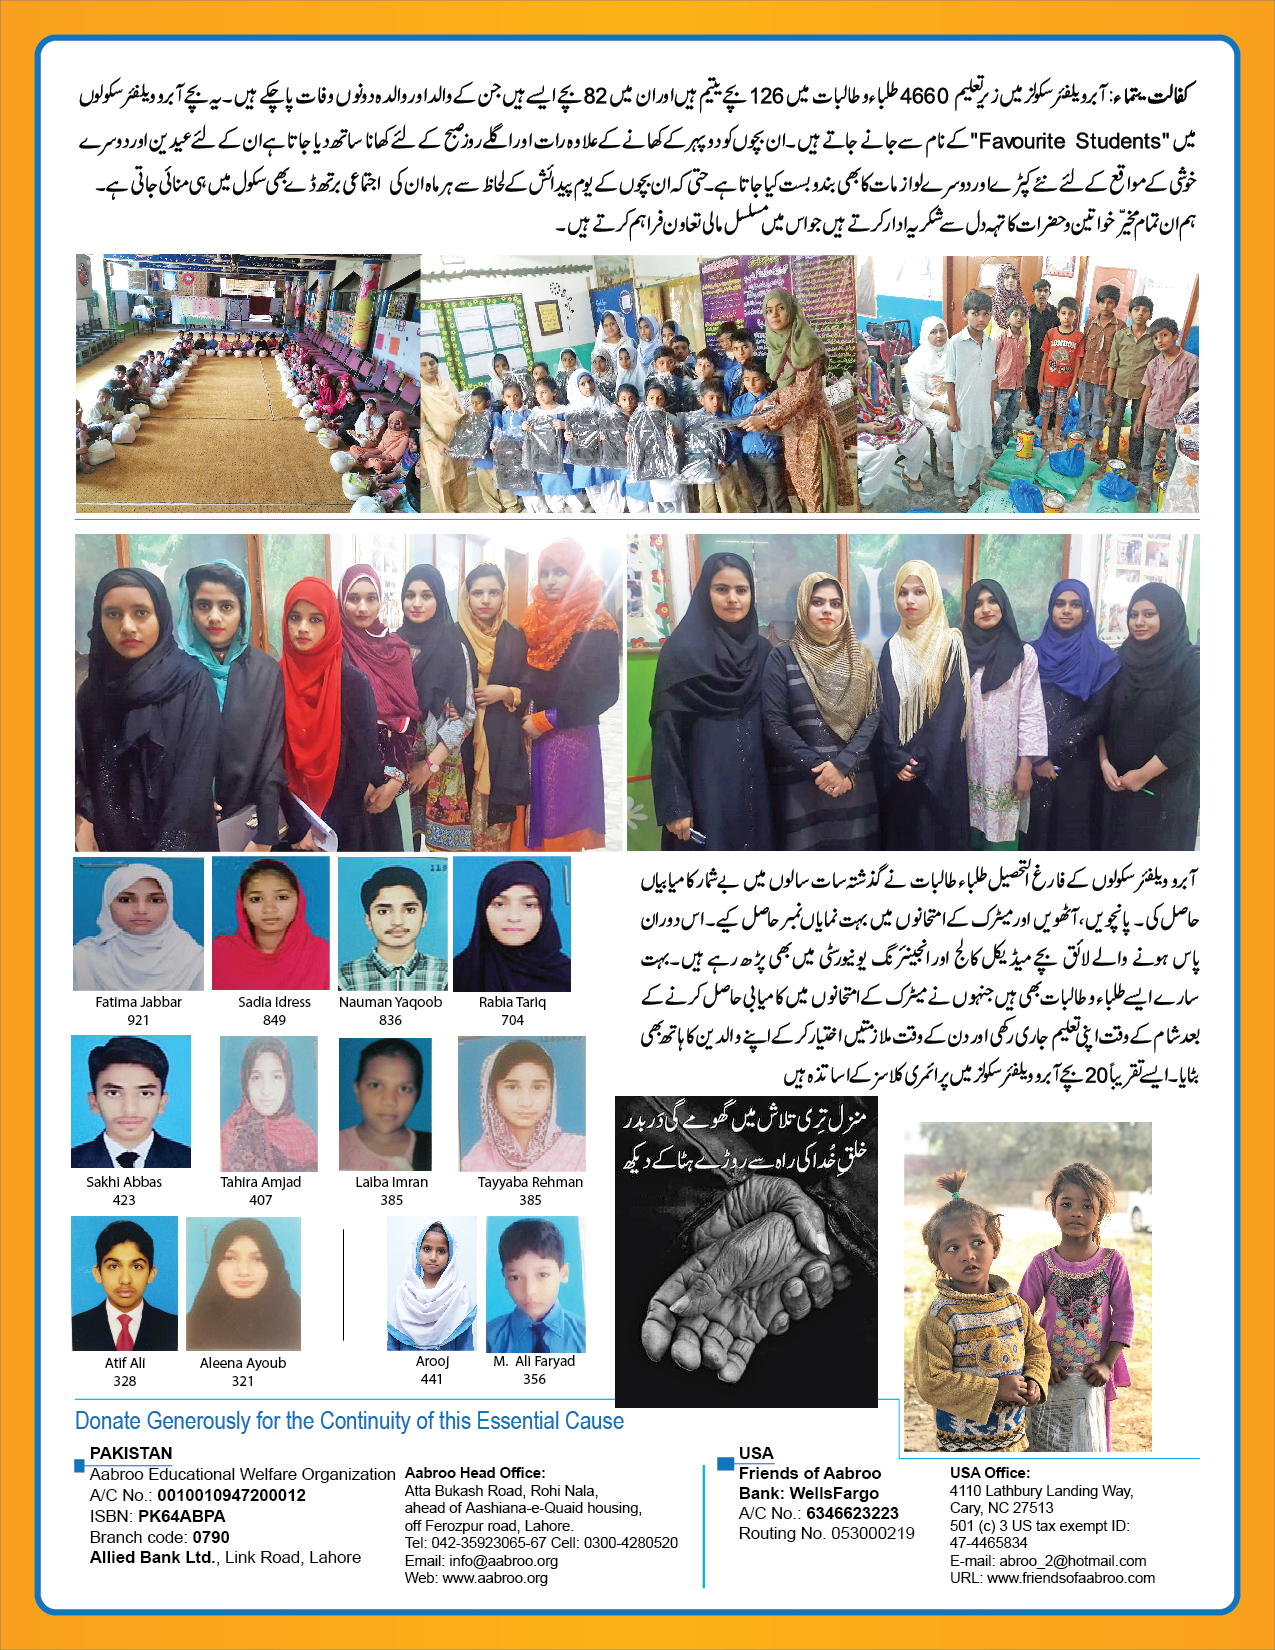 کفالت یتماء: آبرو ویلفئر سکولز میں زیر تعلیم 4660 طلباء و طالبات میں 126 بچے یتیم ہیں اور ان میں 82 بچے ایسے ہیں جن کے والد اور والدہ دونوں وفات پاچکے ہیں۔ یہ بچے آبرو ویلفئر سکولوں
میں "Favourite Students" کے نام سے جانے جاتے ہیں۔ ان بچوں کو دوپہر کے کھانے کے علاوہ رات اور اگلے روز صبح کے لئے کھانا ساتھ دیا جاتا ہے ان کے لئے عیدین اور دوسرے
خوشی کے مواقع کے لئے نئے کپڑے اور دوسرے لوازمات کا بھی بندوبست کیا جاتا ہے۔ حتیٰ کہ ان بچوں کے یوم پیدائش کے لحاظ سے ہر ماہ ان کی اجتماعی برتھ ڈے بھی سکول میں ہی منائی جاتی ہے۔
ہم ان تمام مخیّر خواتین و حضرات کا تہہ دل سے شکریہ ادا کرتے ہیں جو اس میں مسلسل مالی تعاون فراہم کرتے ہیں۔
آبرو ویلفئر سکولوں کے فارغ التحصیل طلباء طالبات نے گذشتہ سات سالوں میں بے شمار کامیابیاں
حاصل کی۔ پانچویں، آٹھویں اور میٹرک کے امتحانوں میں بہت نمایاں نمبر حاصل کیے۔ اس دوران
پاس ہونے والے لائق بچے میڈیکل کالج اور انجینئرنگ یونیورسٹی میں بھی پڑھ رہے ہیں۔ بہت
سارے ایسے طلباء و طالبات بھی ہیں جنہوں نے میٹرک کے امتحانوں میں کامیابی حاصل کرنے کے
بعد شام کے وقت اپنی تعلیم جاری رکھی اور دن کے وقت ملازمتیں اختیار کر کے اپنے والدین کا ہاتھ بھی
بٹایا۔ ایسے تقریباً 20 بچے آبرو ویلفئر سکولز میں پرائمری کلاسز کے اساتذہ ہیں
Fatima Jabbar
921
Sadia Idress
849
119
Nauman Yaqoob
836
Rabia Tariq
704
Sakhi Abbas
423
Tahira Amjad
407
Laiba Imran
385
Tayyaba Rehman
385
Atif Ali
328
Aleena Ayoub
321
Arooj
441
M. Ali Faryad
356
منزل تِری تلاش میں گھومے گی دَر بدر
خلقِ خُدا کی راہ سے روڑے ہٹا کے دیکھ
Donate Generously for the Continuity of this Essential Cause
PAKISTAN
Aabroo Educational Welfare Organization
A/C No.: 0010010947200012
ISBN: PK64ABPA
Branch code: 0790
Allied Bank Ltd., Link Road, Lahore
Aabroo Head Office:
Atta Bukash Road, Rohi Nala,
ahead of Aashiana-e-Quaid housing,
off Ferozpur road, Lahore.
Tel: 042-35923065-67 Cell: 0300-4280520
Email: info@aabroo.org
Web: www.aabroo.org
USA
Friends of Aabroo
Bank: WellsFargo
A/C No.: 6346623223
Routing No. 053000219
USA Office:
4110 Lathbury Landing Way,
Cary, NC 27513
501 (c) 3 US tax exempt ID:
47-4465834
E-mail: abroo_2@hotmail.com
URL: www.friendsofaabroo.com